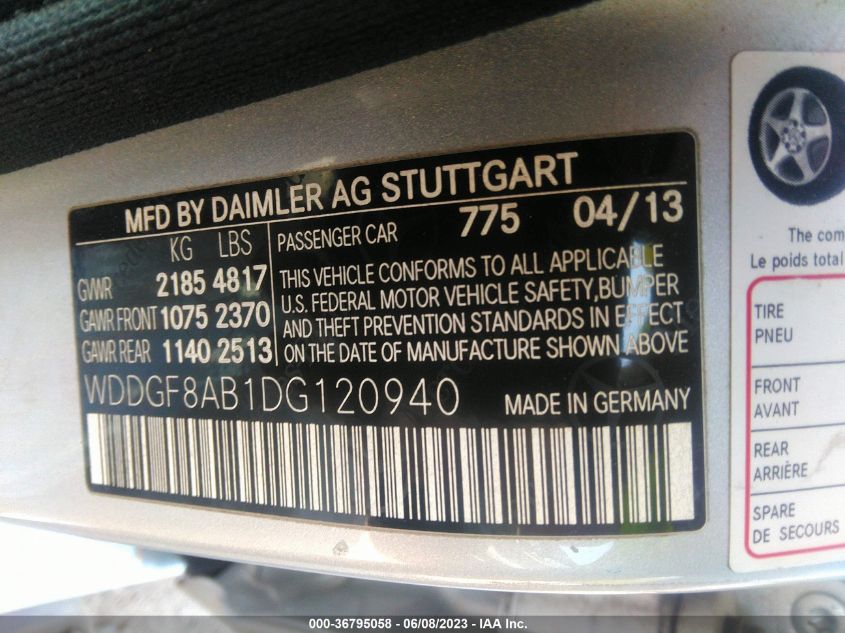 MFD BY DAIMLER AG STUTTGART
KG LBS
GVWR 2185 4817
GAWR FRONT 1075 2370
GAWR REAR 1140 2513
PASSENGER CAR 775 04/13
THIS VEHICLE CONFORMS TO ALL APPLICABLE
U.S. FEDERAL MOTOR VEHICLE SAFETY, BUMPER
AND THEFT PREVENTION STANDARDS IN EFFECT
ON THE DATE OF MANUFACTURE SHOWN ABOVE
WDDGF8AB1DG120940 MADE IN GERMANY
The com
Le poids total
TIRE
PNEU
FRONT
AVANT
REAR
ARRIÈRE
SPARE
DE SECOURS
000-36795058 - 06/08/2023 - IAA Inc.